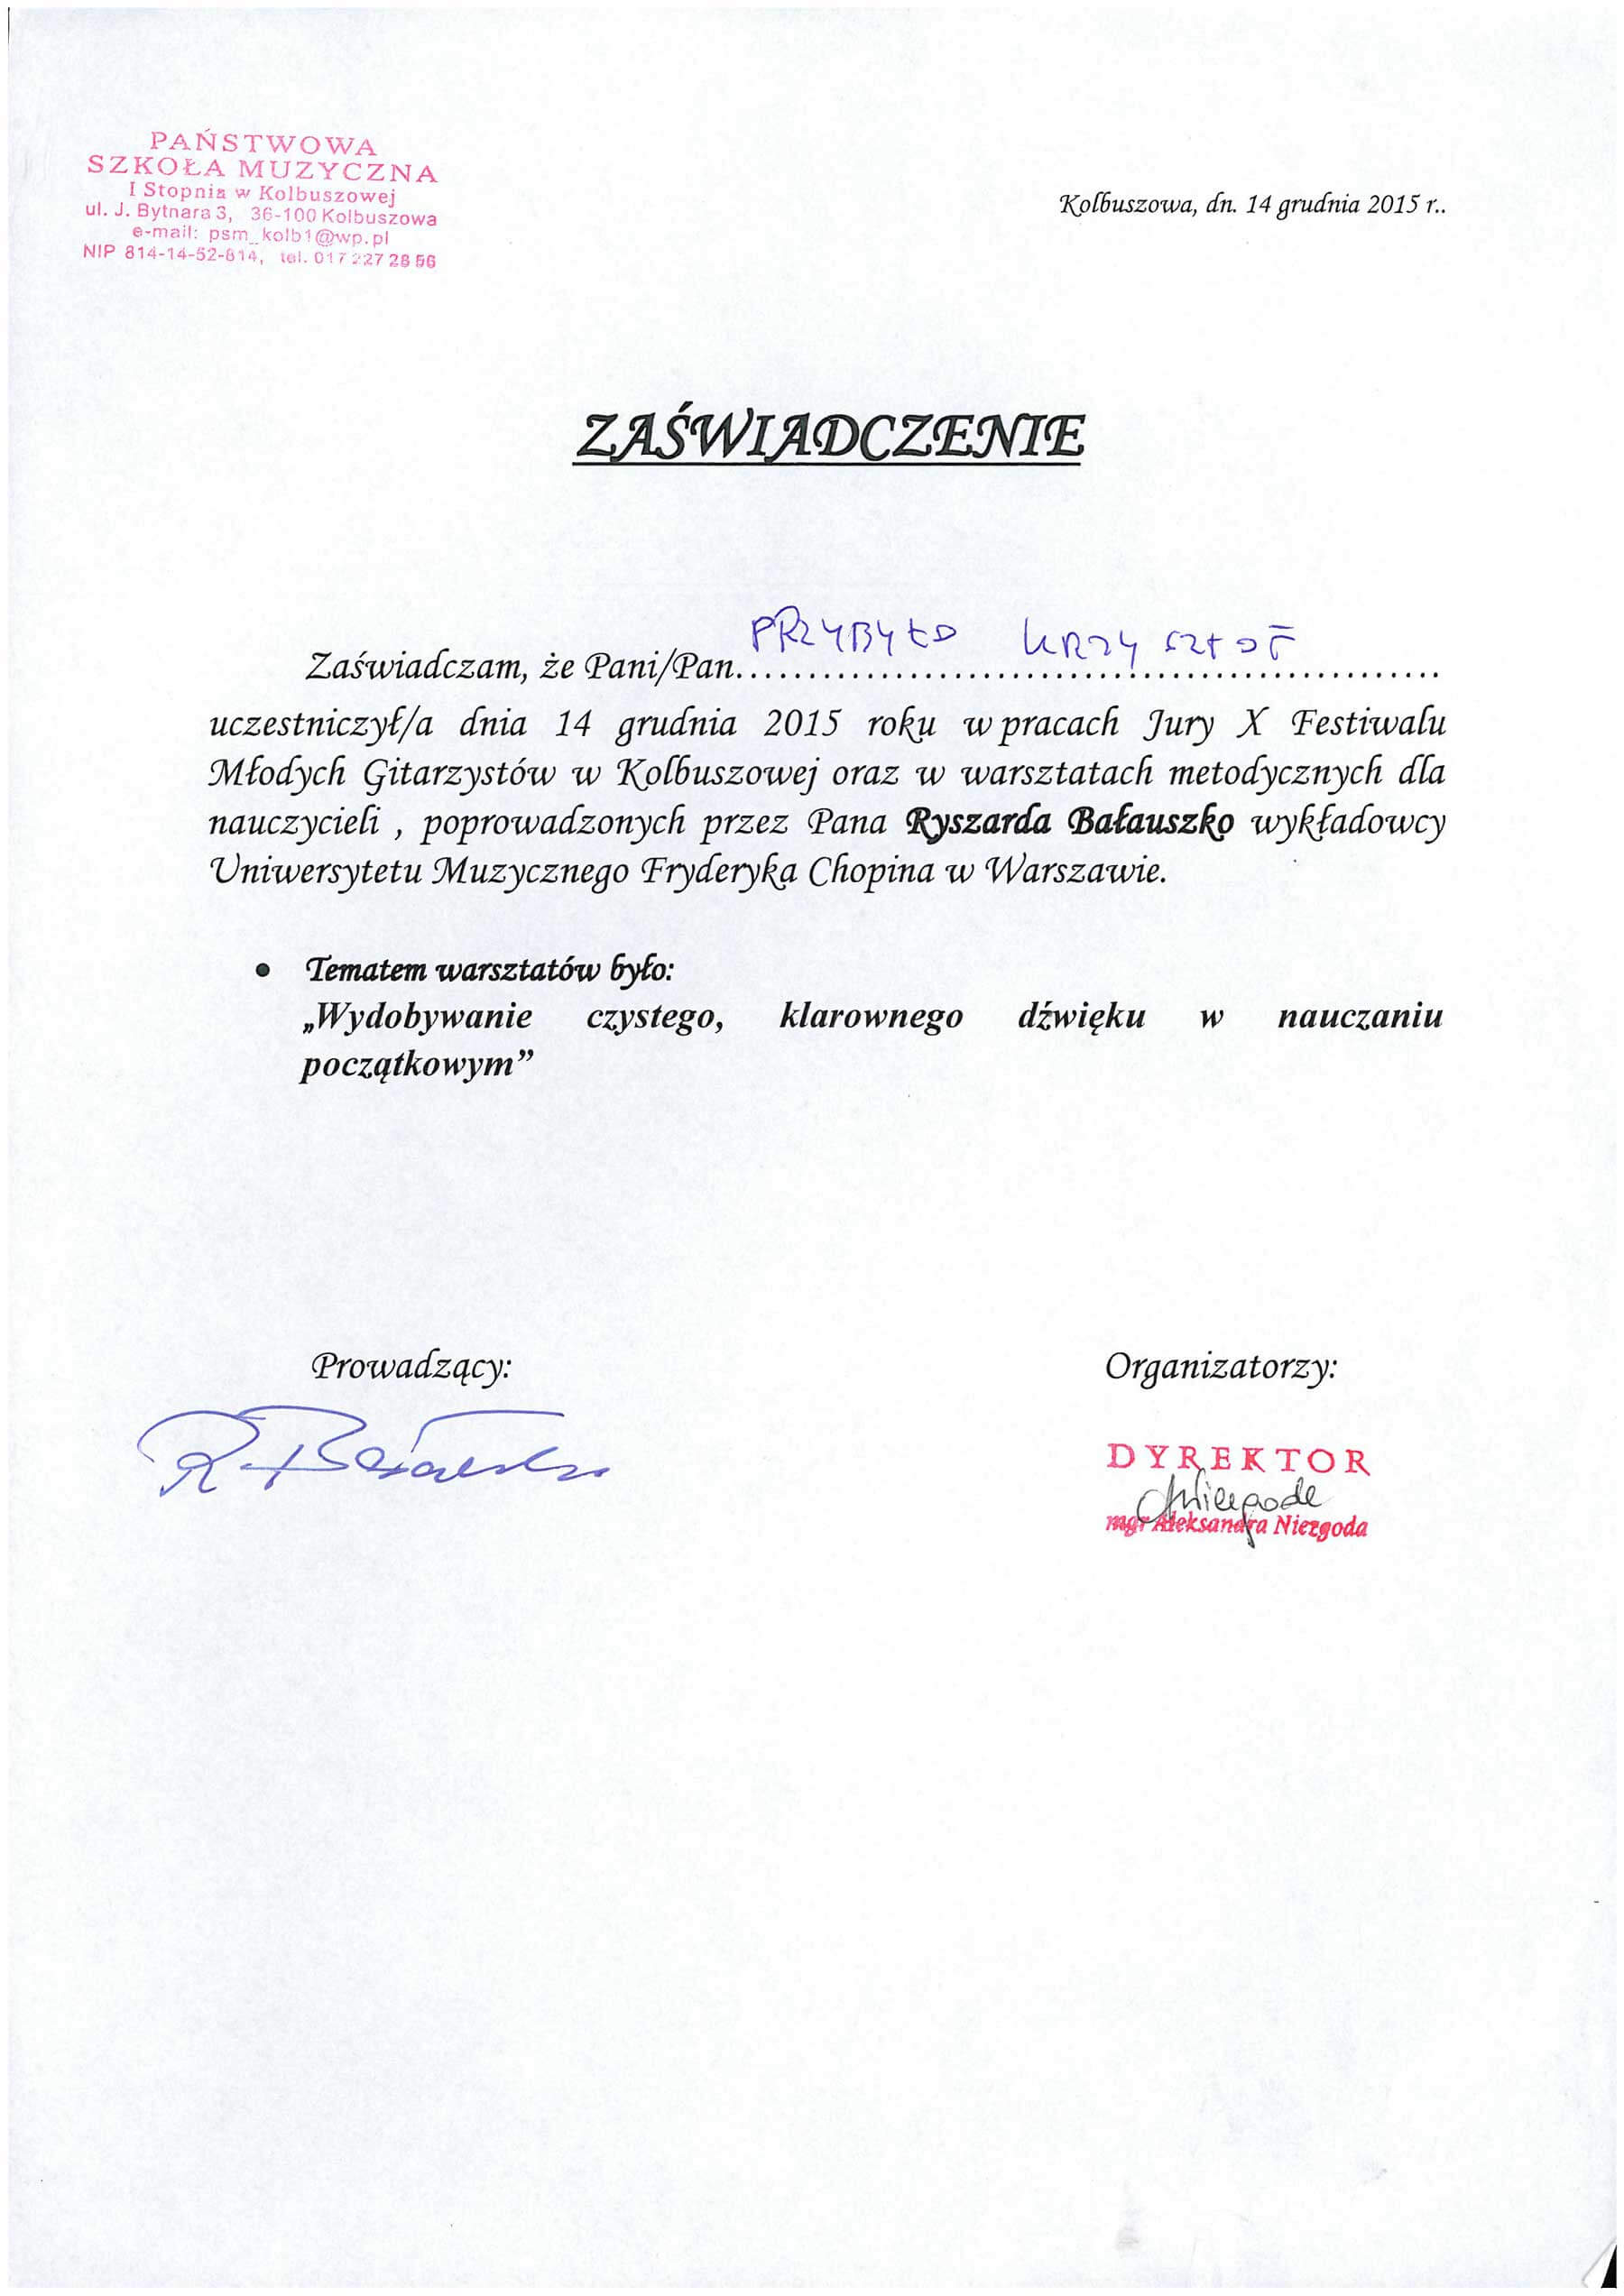 PAŃSTWOWA
SZKOŁA MUZYCZNA
I Stopnia w Kolbuszowej
ul. J. Bytnara 3, 36-100 Kolbuszowa
e-mail: psm_kolb1@wp.pl
NIP 814-14-52-814, tel. 017 227 28 56
Kolbuszowa, dn. 14 grudnia 2015 r..
ZAŚWIADCZENIE
Zaświadczam, że Pani/Pan PRZYBYŁO KRZYSZTOF
uczestniczył/a dnia 14 grudnia 2015 roku w pracach Jury X Festiwalu
Młodych Gitarzystów w Kolbuszowej oraz w warsztatach metodycznych dla
nauczycieli , poprowadzonych przez Pana Ryszarda Bałauszko wykładowcy
Uniwersytetu Muzycznego Fryderyka Chopina w Warszawie.
• Tematem warsztatów było:
„Wydobywanie czystego, klarownego dźwięku w nauczaniu
początkowym”
Prowadzący:
Organizatorzy:
DYREKTOR
mgr Aleksandra Niezgoda